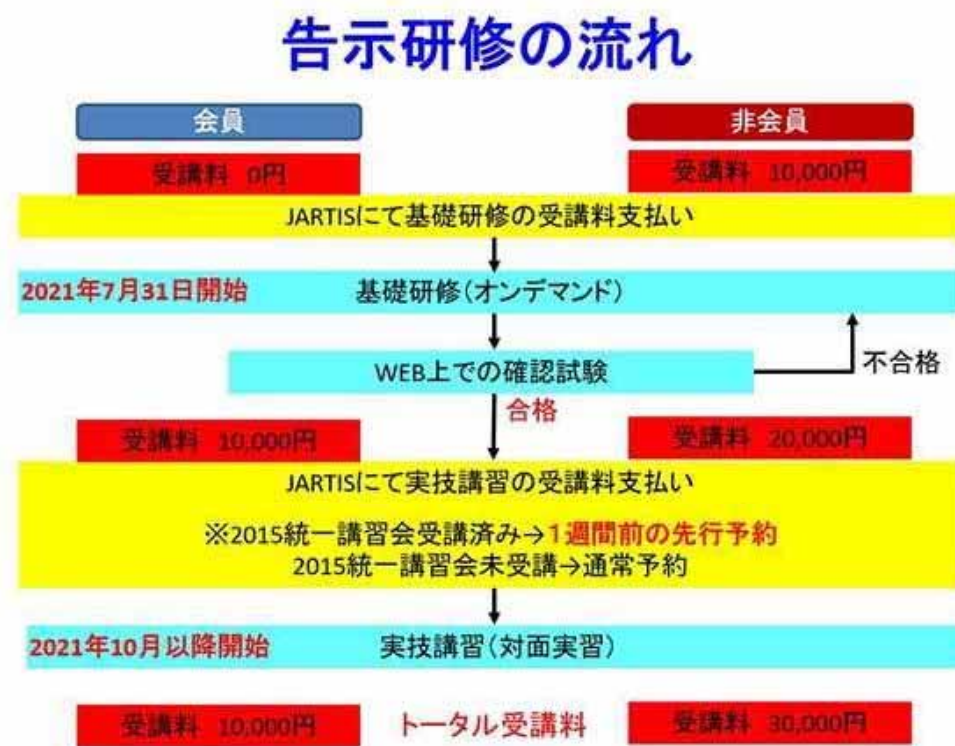 告示研修の流れ
会員
非会員
受講料 0円
受講料 10,000円
JARTISにて基礎研修の受講料支払い
2021年7月31日開始
基礎研修(オンデマンド)
WEB上での確認試験
不合格
合格
受講料 10,000円
受講料 20,000円
JARTISにて実技講習の受講料支払い
※2015統一講習会受講済み→1週間前の先行予約
2015統一講習会未受講→通常予約
2021年10月以降開始
実技講習(対面実習)
受講料 10,000円
トータル受講料
受講料 30,000円